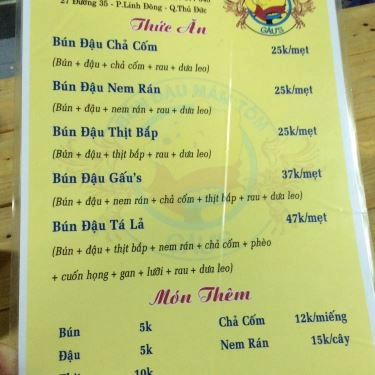 27 Đường 35 - P.Linh Đông - Q.Thủ Đức
GẤU'S
Thức Ăn
Bún Đậu Chả Cốm 25k/mẹt
(Bún + đậu + chả cốm + rau + dưa leo)
Bún Đậu Nem Rán 25k/mẹt
(Bún + đậu + nem rán + rau + dưa leo)
Bún Đậu Thịt Bắp 25k/mẹt
(Bún + đậu + thịt bắp + rau + dưa leo)
Bún Đậu Gấu's 37k/mẹt
(Bún + đậu + nem rán + chả cốm + thịt bắp + rau + dưa leo)
Bún Đậu Tá Lả 47k/mẹt
(Bún + đậu + thịt bắp + nem rán + chả cốm + phèo
+ cuốn họng + gan + lưỡi + rau + dưa leo)
Món Thêm
Bún 5k Chả Cốm 12k/miếng
Đậu 5k Nem Rán 15k/cây
10k